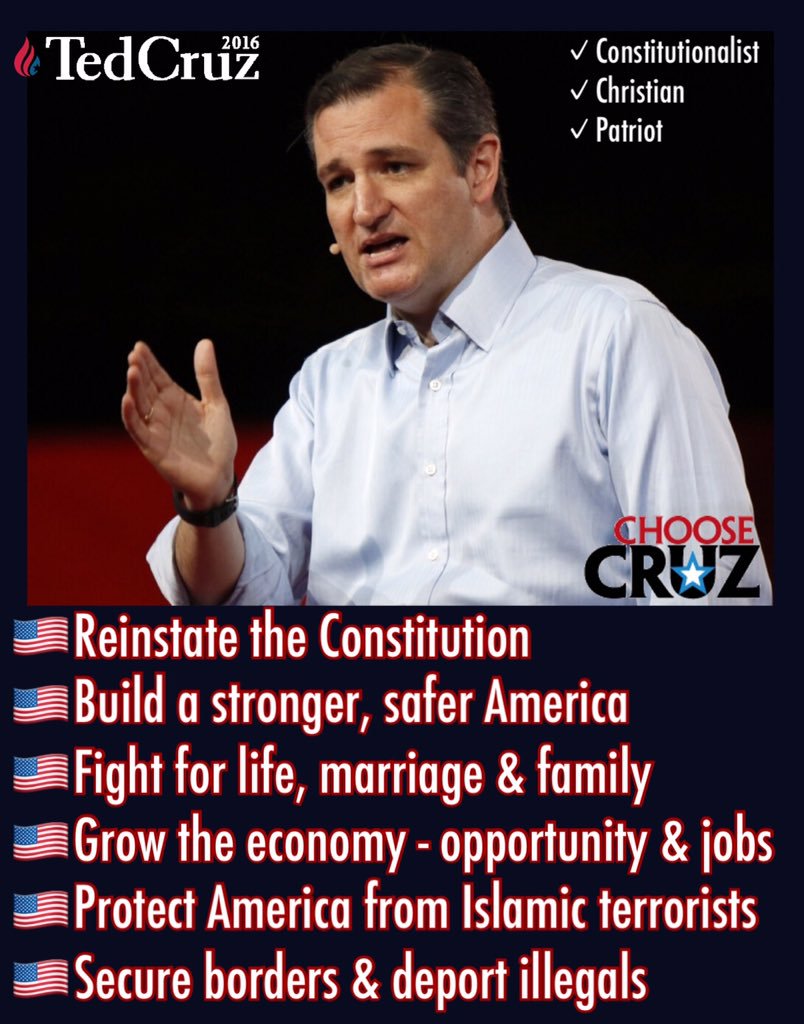 TedCruz 2016
✓ Constitutionalist
✓ Christian
✓ Patriot
CHOOSE
CRUZ
Reinstate the Constitution
Build a stronger, safer America
Fight for life, marriage & family
Grow the economy - opportunity & jobs
Protect America from Islamic terrorists
Secure borders & deport illegals